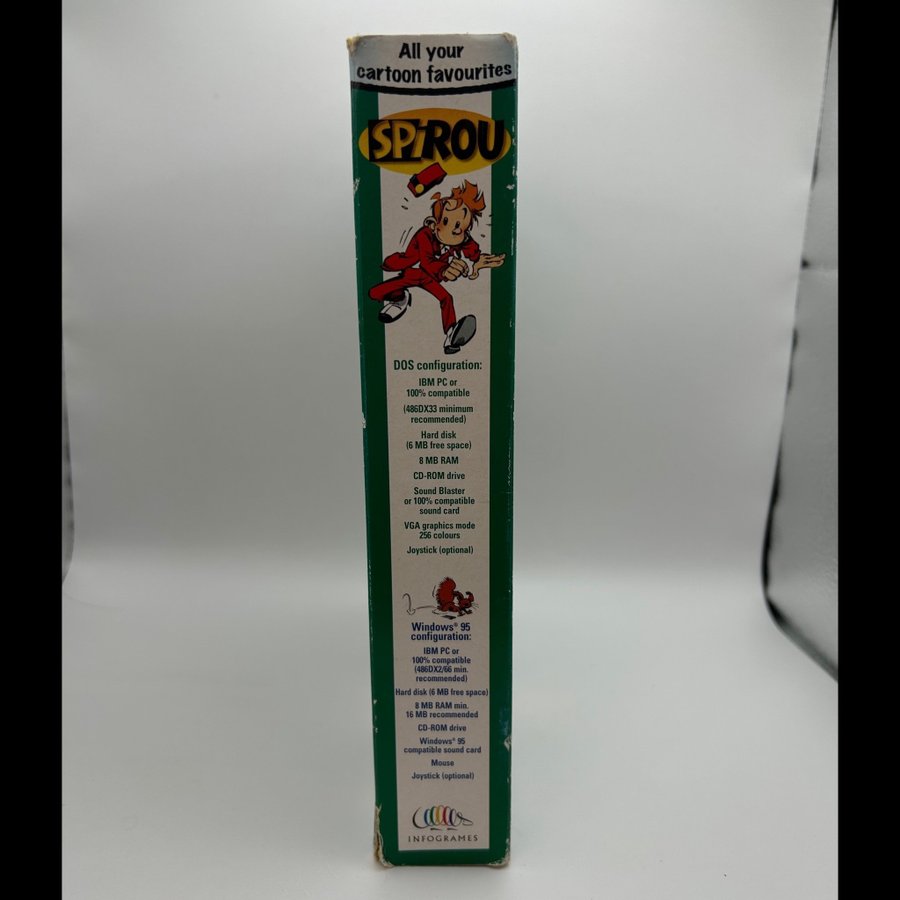 All your
cartoon favourites
SPIROU
DOS configuration:
IBM PC or
100% compatible
(486DX33 minimum
recommended)
Hard disk
(6 MB free space)
8 MB RAM
CD-ROM drive
Sound Blaster
or 100% compatible
sound card
VGA graphics mode
256 colours
Joystick (optional)
Windows® 95
configuration:
IBM PC or
100% compatible
(486DX2/66 min.
recommended)
Hard disk (6 MB free space)
8 MB RAM min.
16 MB recommended
CD-ROM drive
Windows® 95
compatible sound card
Mouse
Joystick (optional)
INFOGRAMES